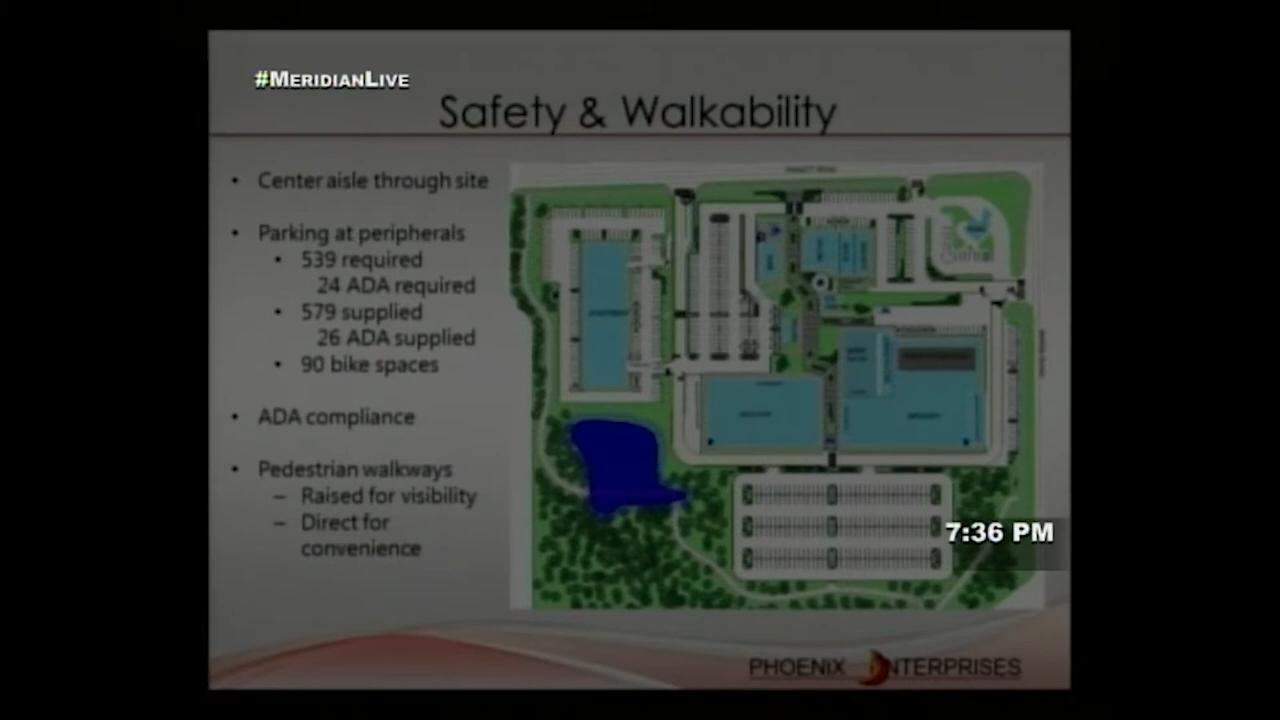 #MERIDIANLIVE
Safety & Walkability
• Center aisle through site
• Parking at peripherals
• 539 required
24 ADA required
• 579 supplied
26 ADA supplied
• 90 bike spaces
• ADA compliance
• Pedestrian walkways
– Raised for visibility
– Direct for
convenience
7:36 PM
PHOENIX ENTERPRISES